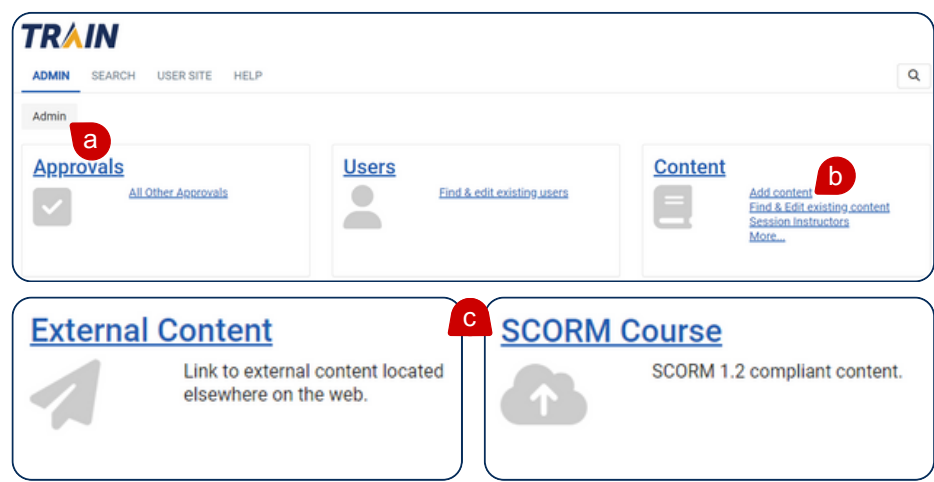 TRAIN
ADMIN SEARCH USER SITE HELP
Admin
a
Approvals
All Other Approvals
Users
Find & edit existing users
Content
b
Add content
Find & Edit existing content
Session Instructors
More...
External Content
Link to external content located
elsewhere on the web.
c
SCORM Course
SCORM 1.2 compliant content.